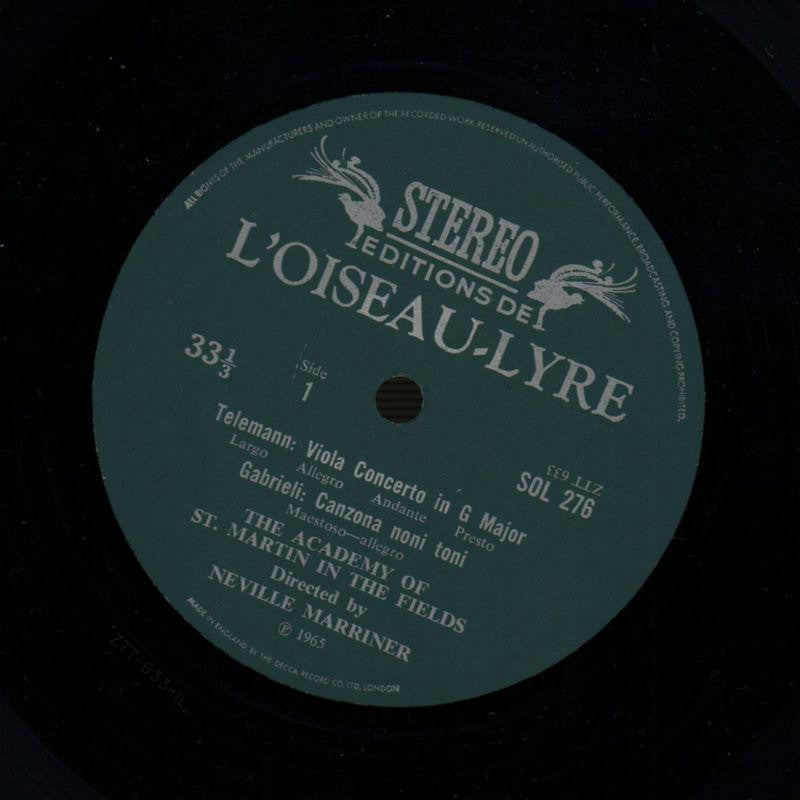 ALL RIGHTS OF THE MANUFACTURERS AND OWNER OF THE RECORDED WORK RESERVED UNAUTHORISED PUBLIC PERFORMANCE, BROADCASTING AND COPYING PROHIBITED.
STEREO
EDITIONS DE
L'OISEAU-LYRE
33 1/3
Side
1
ZTT 633
SOL 276
Telemann: Viola Concerto in G Major
Largo Allegro Andante Presto
Gabrieli: Canzona noni toni
Maestoso—allegro
THE ACADEMY OF
ST. MARTIN IN THE FIELDS
Directed by
NEVILLE MARRINER
℗ 1965
MADE IN ENGLAND BY THE DECCA RECORD CO. LTD. LONDON
ZTT-633-1L